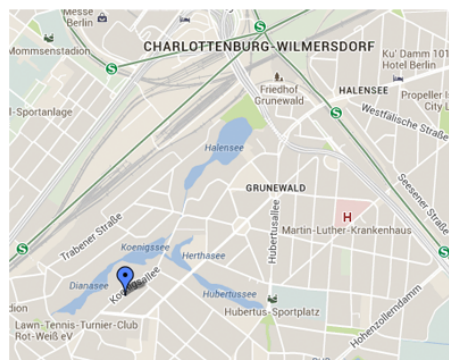 Messe
Berlin
Mommsenstadion
CHARLOTTENBURG-WILMERSDORF
Ku' Damm 101
Hotel Berlin
S
S
Friedhof
Grunewald
HALENSEE
Propeller I
City L
l-Sportanlage
S
Westfälische Straße
Halensee
GRUNEWALD
Seesener Straße
H
Martin-Luther-Krankenhaus
Trabener Straße
Hubertusallee
S
S
Koenigssee
Herthasee
Dianasee
Hubertussee
dion
Hubertus-Sportplatz
Hohenzollerndamm
Lawn-Tennis-Turnier-Club
Rot-Weiß eV